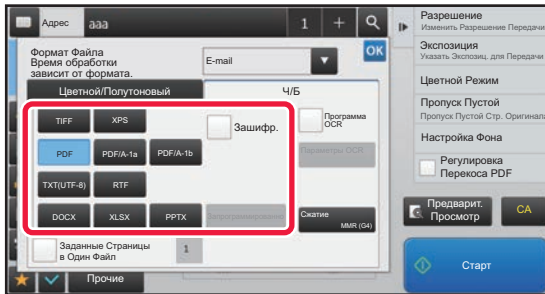 Адрес
aaa
1
Формат Файла
Время обработки
зависит от формата.
E-mail
OK
Цветной/Полутоновый
Ч/Б
TIFF
XPS
Зашифр.
Программа
OCR
PDF
PDF/A-1a
PDF/A-1b
Параметры OCR
TXT(UTF-8)
RTF
DOCX
XLSX
PPTX
Сжатие
MMR (G4)
Заданные Страницы
в Один Файл
1
Прочие
Разрешение
Изменить Разрешение Передачи
Экспозиция
Указать Экспозиц. для Передачи
Цветной Режим
Пропуск Пустой
Пропуск Пустой Стр. Оригинала
Настройка Фона
Регулировка
Перекоса PDF
Предварит.
Просмотр
CA
Старт